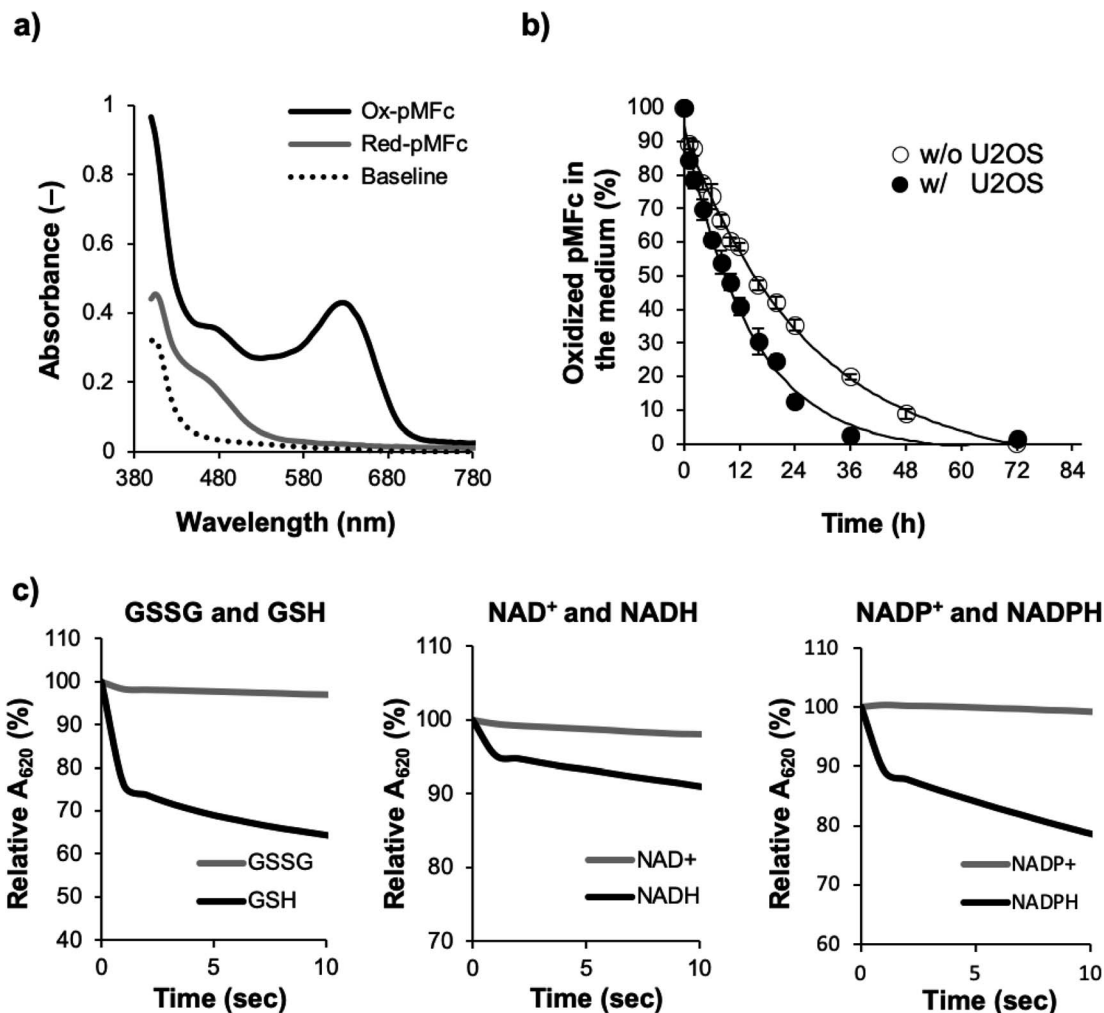 a)
Absorbance (–)
1
0.8
0.6
0.4
0.2
0
380 480 580 680 780
Wavelength (nm)
Ox-pMFc
Red-pMFc
Baseline
b)
Oxidized pMFc in
the medium (%)
100
90
80
70
60
50
40
30
20
10
0
0 12 24 36 48 60 72 84
Time (h)
w/o U2OS
w/ U2OS
c)
GSSG and GSH
Relative A₆₂₀ (%)
110
100
90
80
70
60
50
40
0 5 10
Time (sec)
GSSG
GSH
NAD⁺ and NADH
Relative A₆₂₀ (%)
110
100
90
80
70
0 5 10
Time (sec)
NAD+
NADH
NADP⁺ and NADPH
Relative A₆₂₀ (%)
110
100
90
80
70
60
0 5 10
Time (sec)
NADP+
NADPH